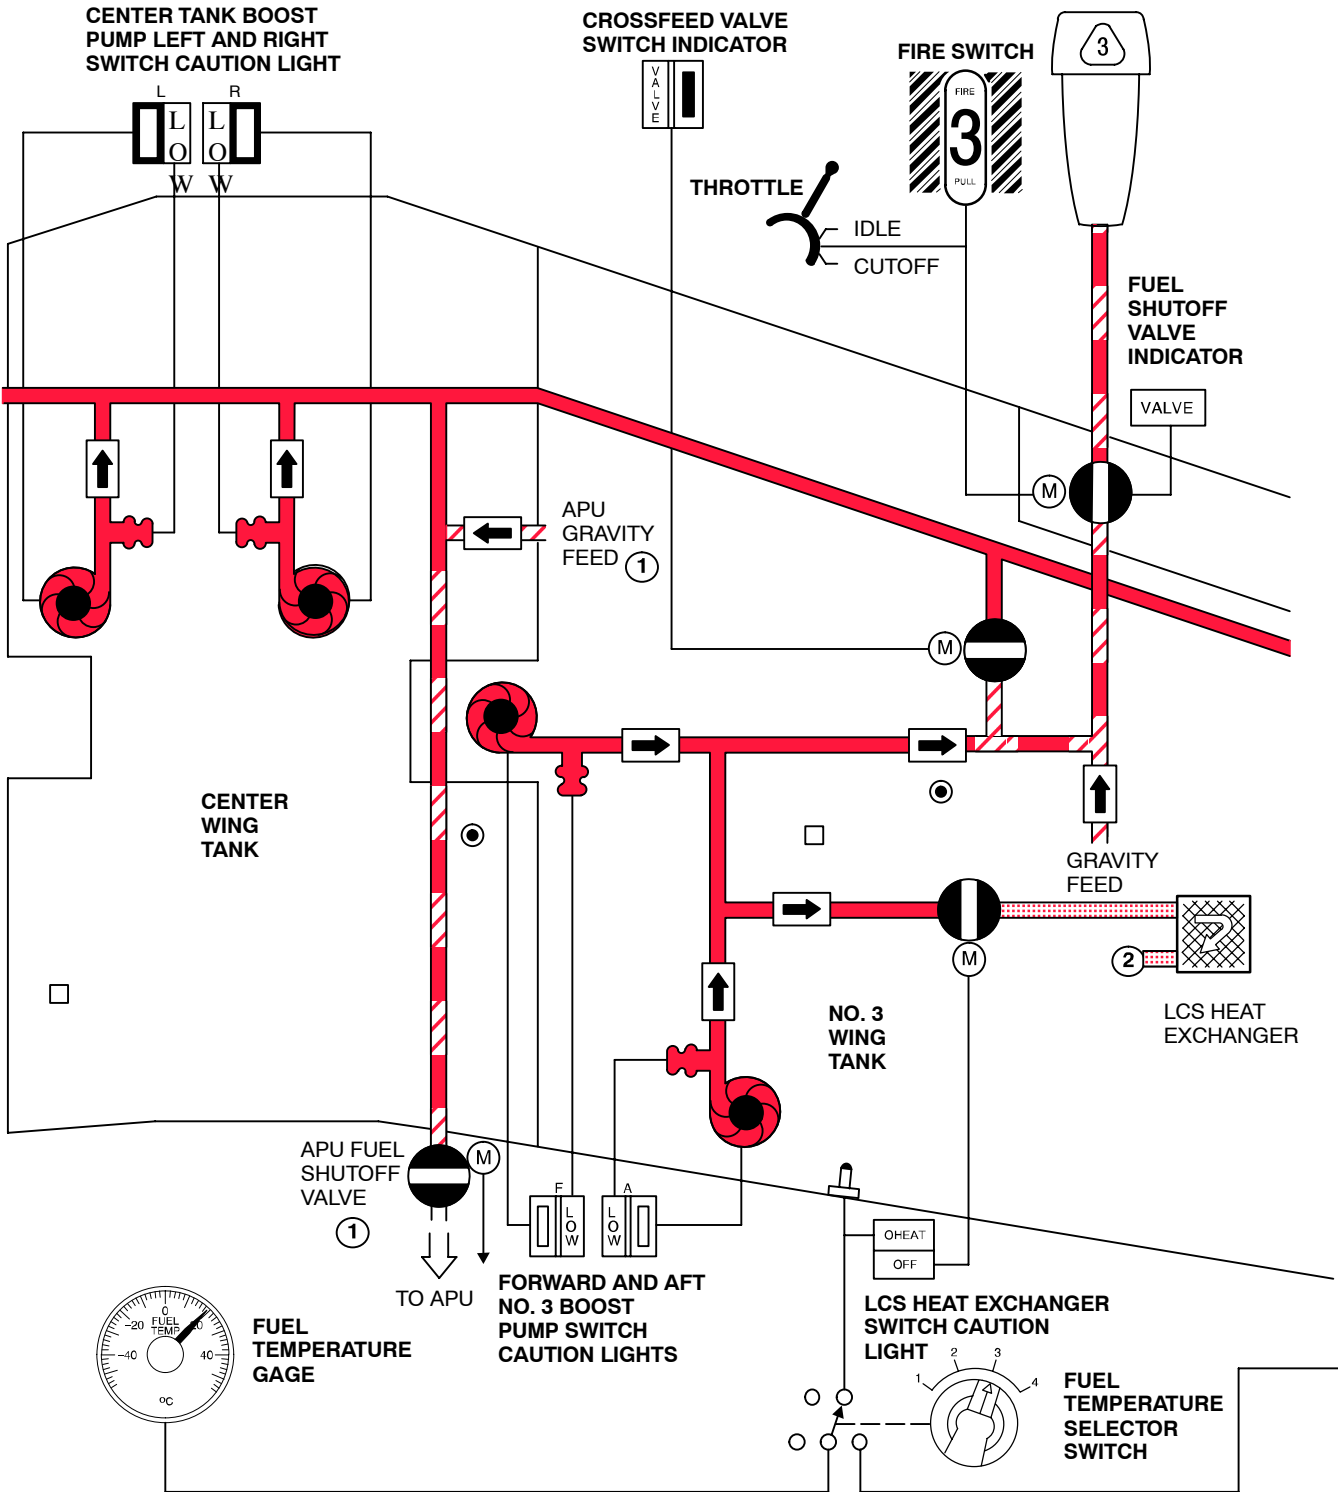 CENTER TANK BOOST
PUMP LEFT AND RIGHT
SWITCH CAUTION LIGHT
L
R
LOW
LOW
CROSSFEED VALVE
SWITCH INDICATOR
VALVE
FIRE SWITCH
FIRE
3
PULL
3
THROTTLE
IDLE
CUTOFF
FUEL
SHUTOFF
VALVE
INDICATOR
VALVE
M
APU
GRAVITY
FEED 1
M
CENTER
WING
TANK
GRAVITY
FEED
M
2
LCS HEAT
EXCHANGER
NO. 3
WING
TANK
APU FUEL
SHUTOFF
VALVE
1
M
TO APU
F
A
LOW
LOW
FORWARD AND AFT
NO. 3 BOOST
PUMP SWITCH
CAUTION LIGHTS
OHEAT
OFF
LCS HEAT EXCHANGER
SWITCH CAUTION
LIGHT
0
FUEL
TEMP
-20
20
-40
40
ºC
FUEL
TEMPERATURE
GAGE
1
2
3
4
FUEL
TEMPERATURE
SELECTOR
SWITCH